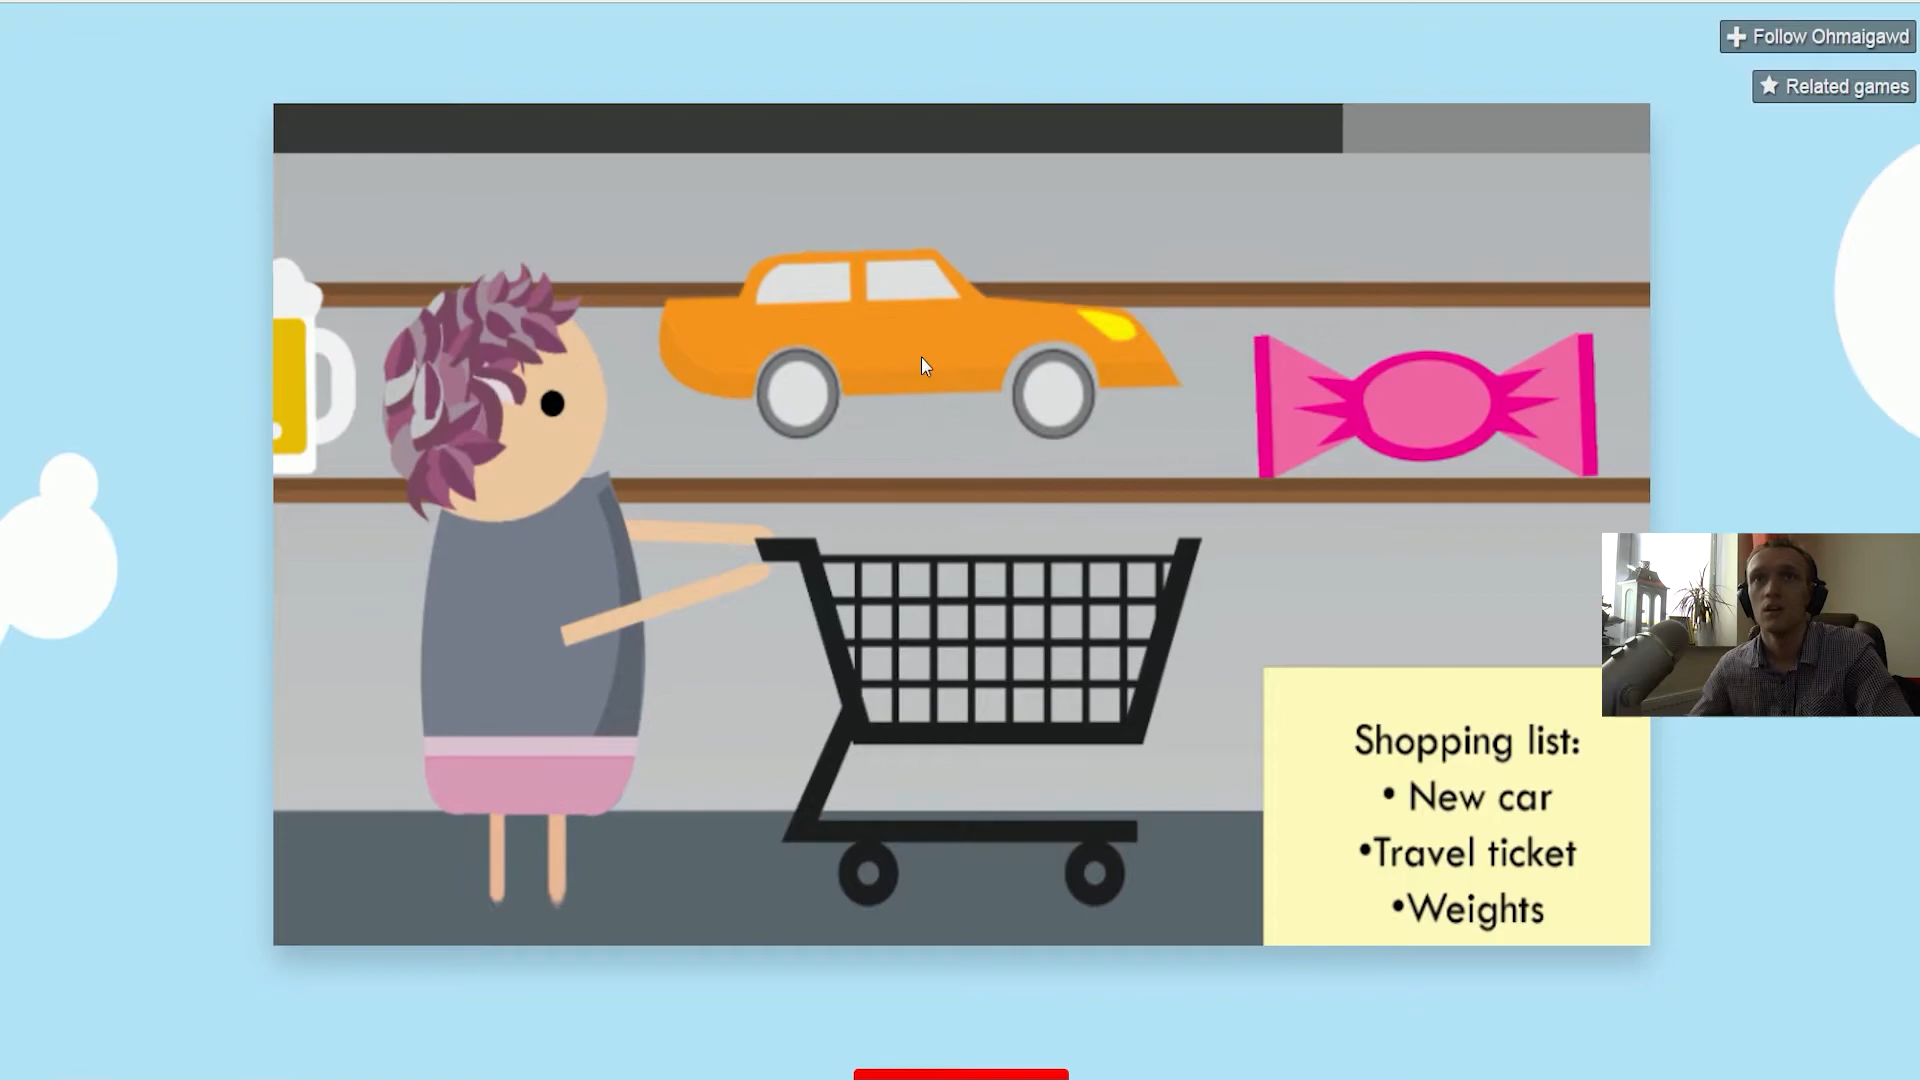 Follow Ohmaigawd
Related games
Shopping list:
• New car
•Travel ticket
•Weights